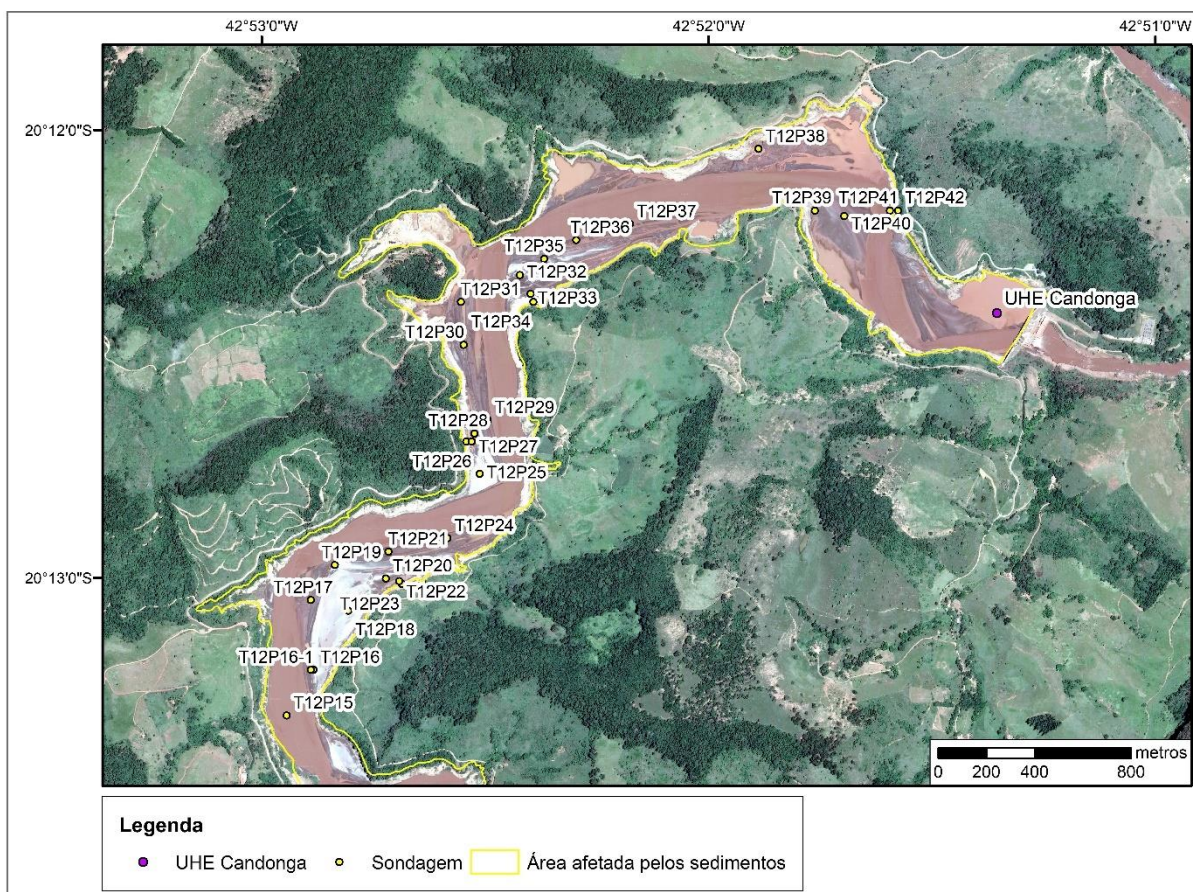 42°53'0"W
42°52'0"W
42°51'0"W
20°12'0"S
T12P38
T12P39
T12P41
T12P42
T12P40
T12P37
T12P36
T12P35
T12P32
T12P31
T12P33
UHE Candonga
T12P30
T12P34
T12P29
T12P28
T12P27
T12P26
T12P25
T12P24
T12P21
T12P19
T12P20
20°13'0"S
T12P17
T12P22
T12P23
T12P18
T12P16-1
T12P16
T12P15
metros
0 200 400 800
Legenda
UHE Candonga
Sondagem
Área afetada pelos sedimentos